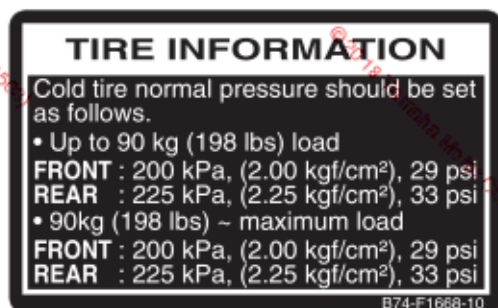 TIRE INFORMATION
Cold tire normal pressure should be set
as follows.
• Up to 90 kg (198 lbs) load
FRONT : 200 kPa, (2.00 kgf/cm²), 29 psi
REAR : 225 kPa, (2.25 kgf/cm²), 33 psi
• 90kg (198 lbs) ~ maximum load
FRONT : 200 kPa, (2.00 kgf/cm²), 29 psi
REAR : 225 kPa, (2.25 kgf/cm²), 33 psi
B74-F1668-10